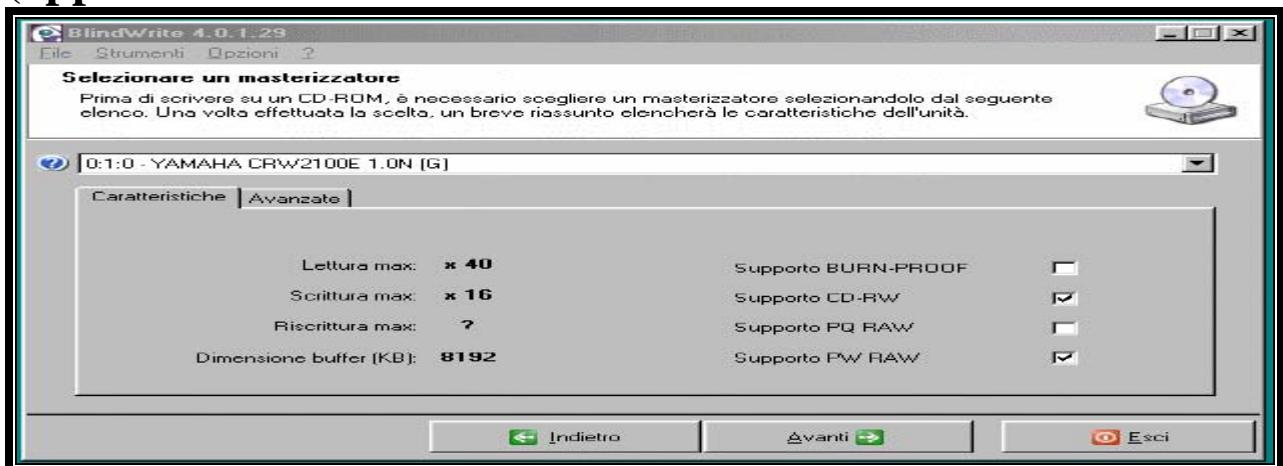 BlindWrite 4.0.1.29
File Strumenti Opzioni ?
Selezionare un masterizzatore
Prima di scrivere su un CD-ROM, è necessario scegliere un masterizzatore selezionandolo dal seguente
elenco. Una volta effettuata la scelta, un breve riassunto elencherà le caratteristiche dell'unità.
0:1:0 - YAMAHA CRW2100E 1.0N [G]
Caratteristiche Avanzate
Lettura max: x 40 Supporto BURN-PROOF
Scrittura max: x 16 Supporto CD-RW
Riscrittura max: ? Supporto PQ RAW
Dimensione buffer (KB): 8192 Supporto PW RAW
Indietro Avanti Esci